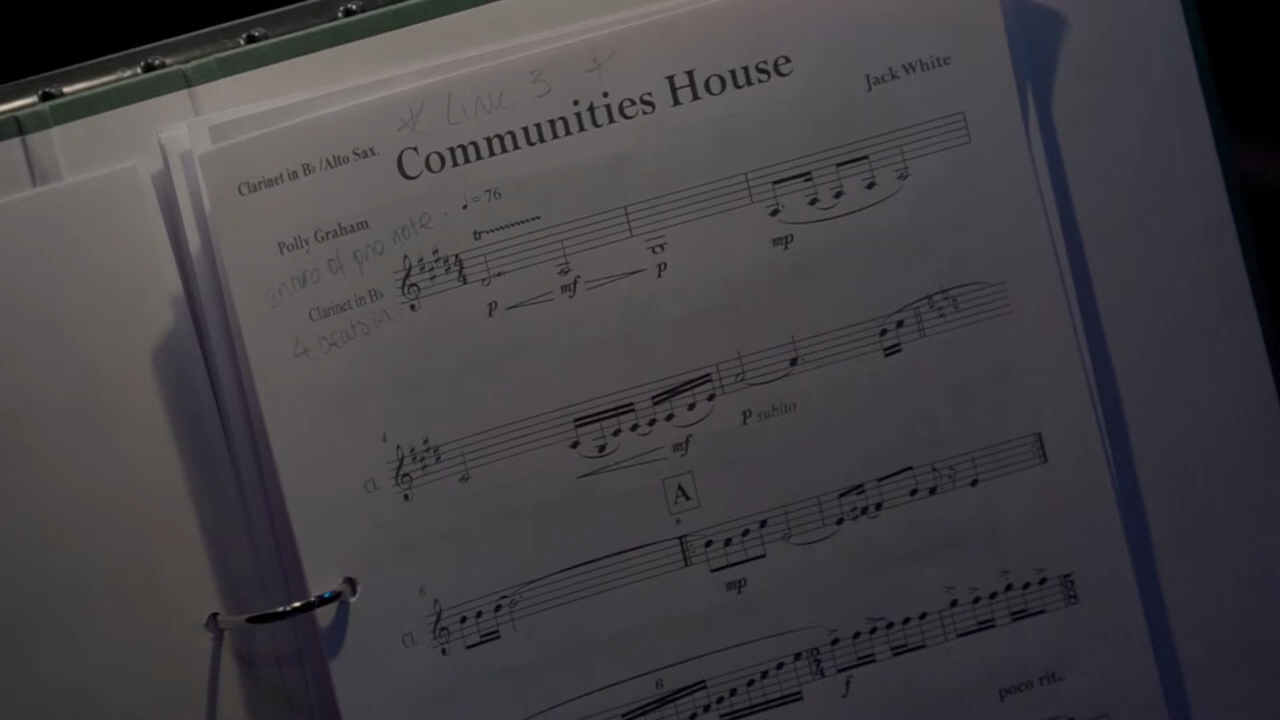 * Link 3 *
Communities House
Jack White
Clarinet in B♭ /Alto Sax.
Polly Graham
♩ = 76
intro of pno note.
tr
Clarinet in B♭
4 beats in.
p mf p
mp
4
Cl.
mf
p subito
A
6
Cl.
mp
6
f
poco rit.